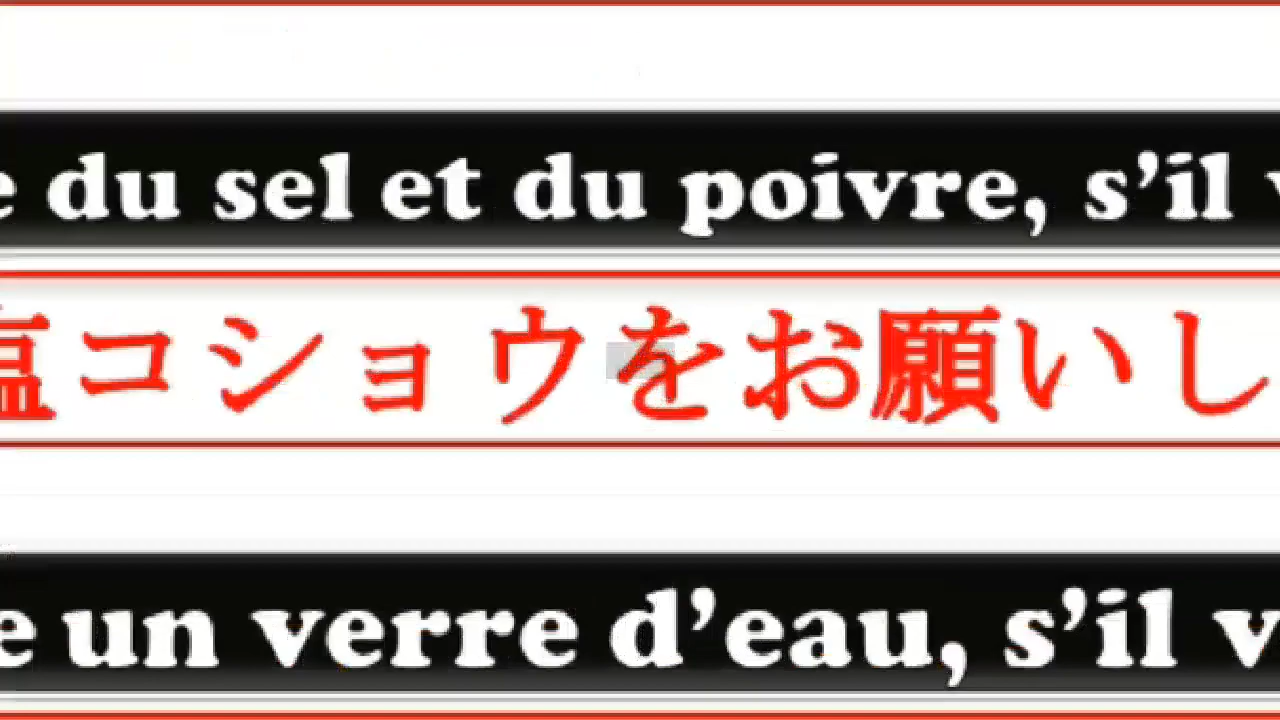 e du sel et du poivre, s’il v
塩コショウをお願いし
e un verre d’eau, s’il v